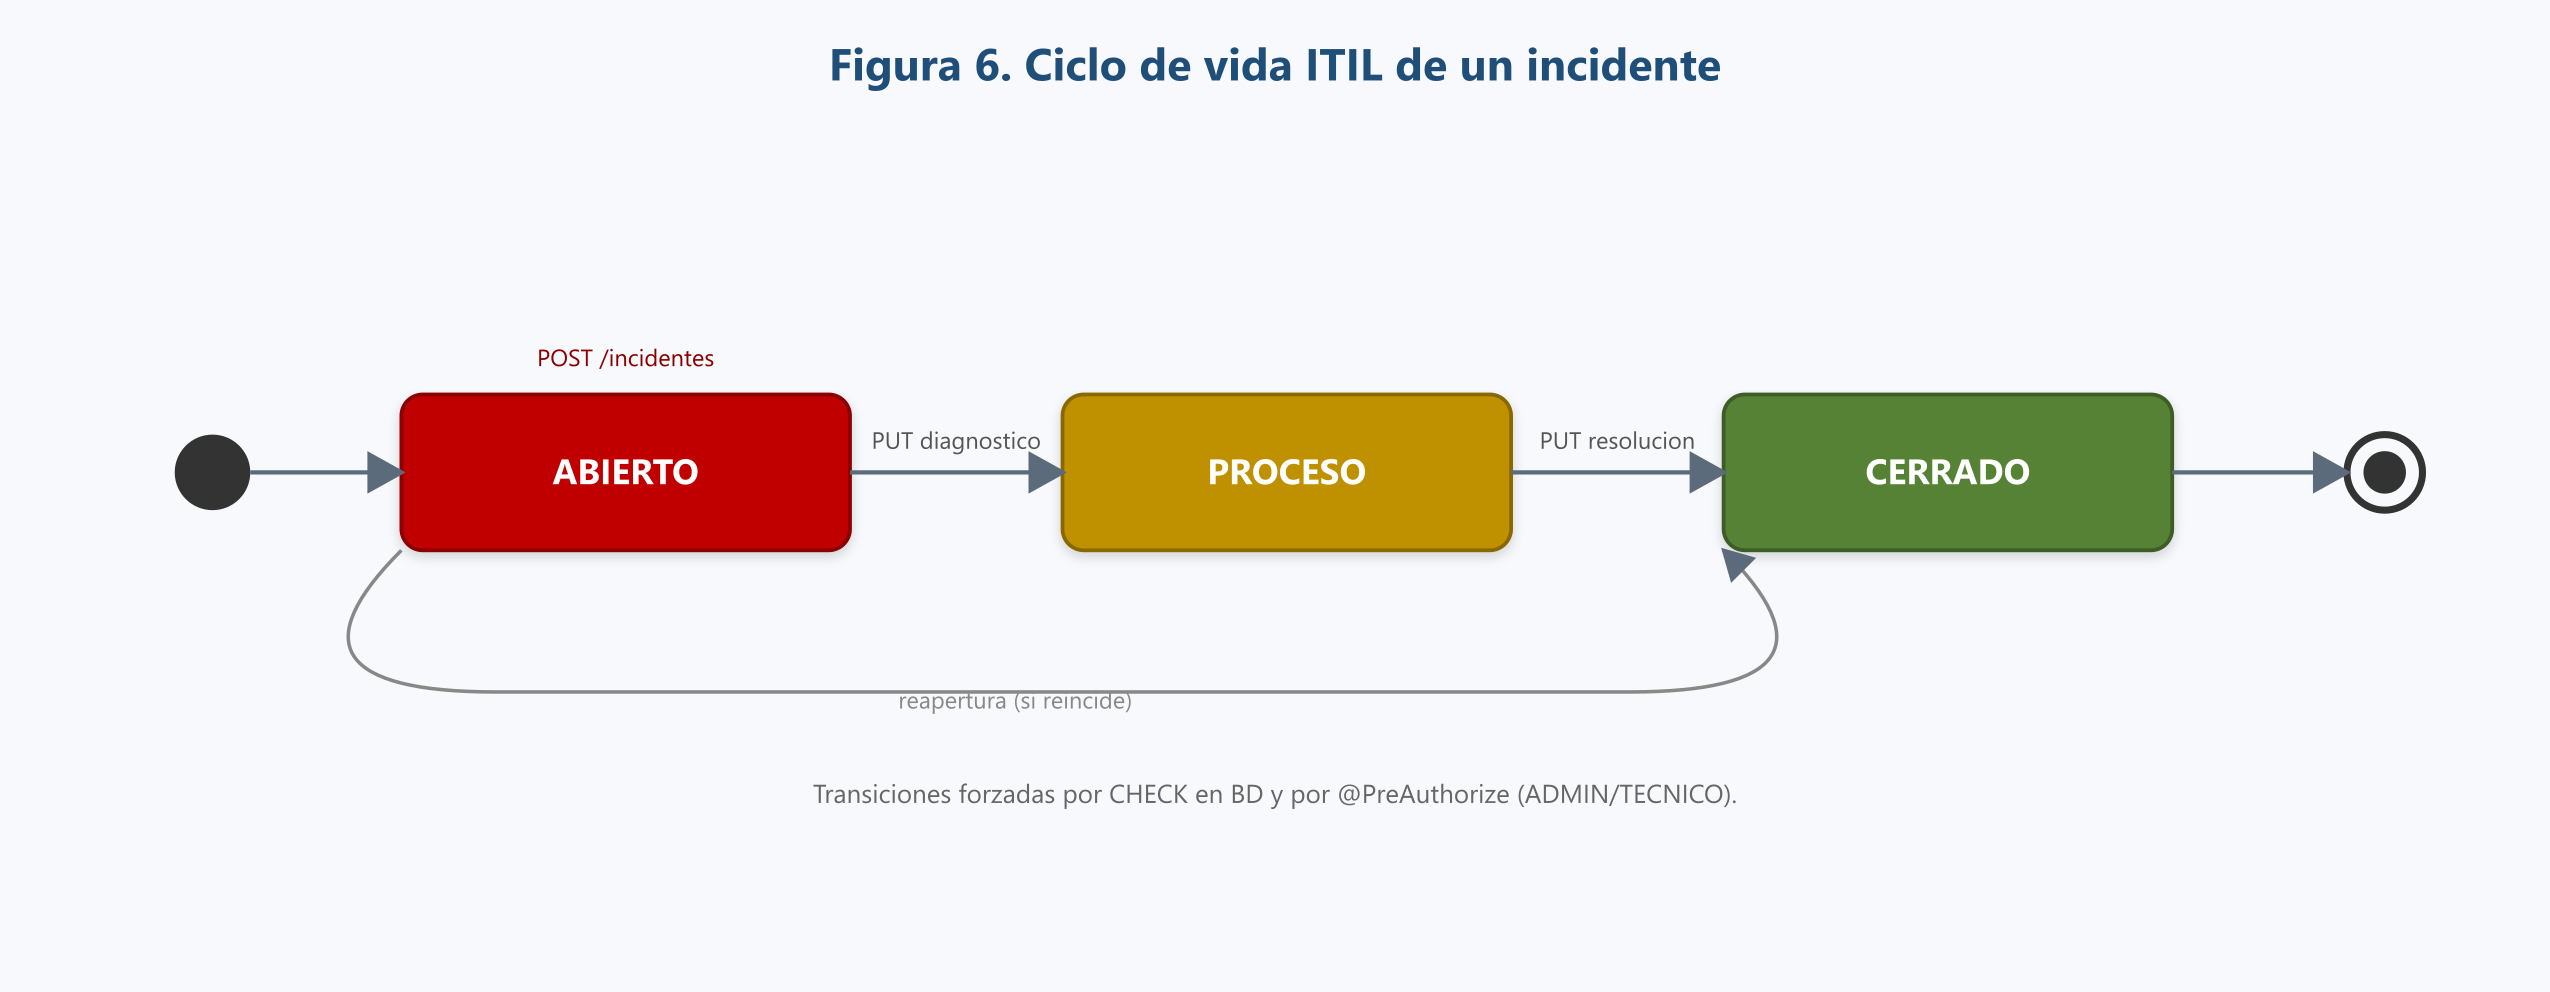 Figura 6. Ciclo de vida ITIL de un incidente
POST /incidentes
ABIERTO
PUT diagnostico
PROCESO
PUT resolucion
CERRADO
reapertura (si reincide)
Transiciones forzadas por CHECK en BD y por @PreAuthorize (ADMIN/TECNICO).